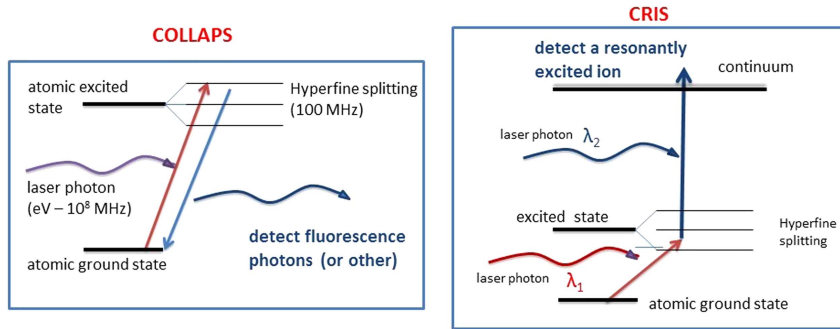 COLLAPS
atomic excited
state
Hyperfine splitting
(100 MHz)
laser photon
(eV – 10⁸ MHz)
detect fluorescence
photons (or other)
atomic ground state
CRIS
detect a resonantly
excited ion
continuum
laser photon λ₂
excited state
Hyperfine
splitting
laser photon λ₁
atomic ground state